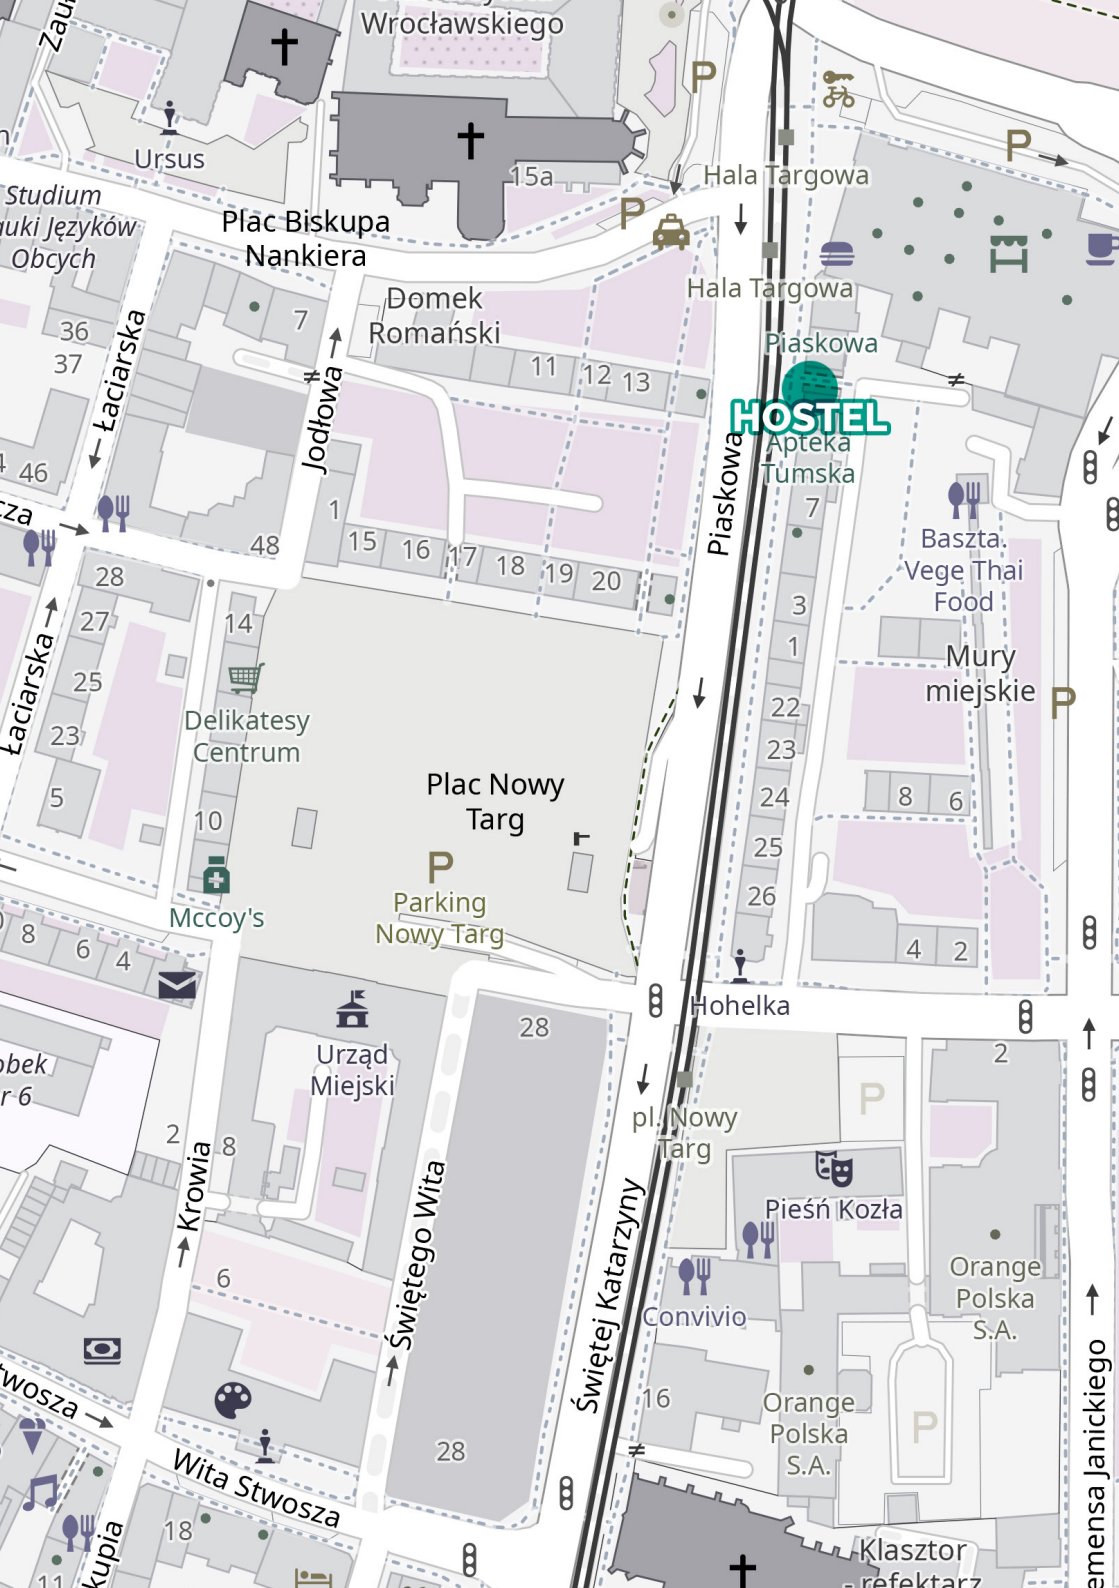 Wrocławskiego
P
Ursus
15a
Hala Targowa
P
Studium
Obcych
Plac Biskupa
Nankiera
P
Hala Targowa
Domek
Romański
7
36
37
Łaciarska
Jodłowa
11
12
13
Piaskowa
HOSTEL
Apteka
Tumska
Piaskowa
46
1
48
15
16
17
18
19
20
7
Baszta.
Vege Thai
Food
28
27
14
3
1
Mury
miejskie
P
Łaciarska
25
23
5
Delikatesy
Centrum
22
23
24
25
26
8
6
Plac Nowy
Targ
10
P
Parking
Nowy Targ
Mccoy's
8
6
4
4
2
Hohelka
28
Urząd
Miejski
2
P
pl. Nowy
Targ
2
8
Krowia
Świętego Wita
Świętej Katarzyny
Pieśń Kozła
6
Convivio
Orange
Polska
S.A.
16
Orange
Polska
S.A.
P
28
Wita Stwosza
18
11
Klasztor
- refektarz